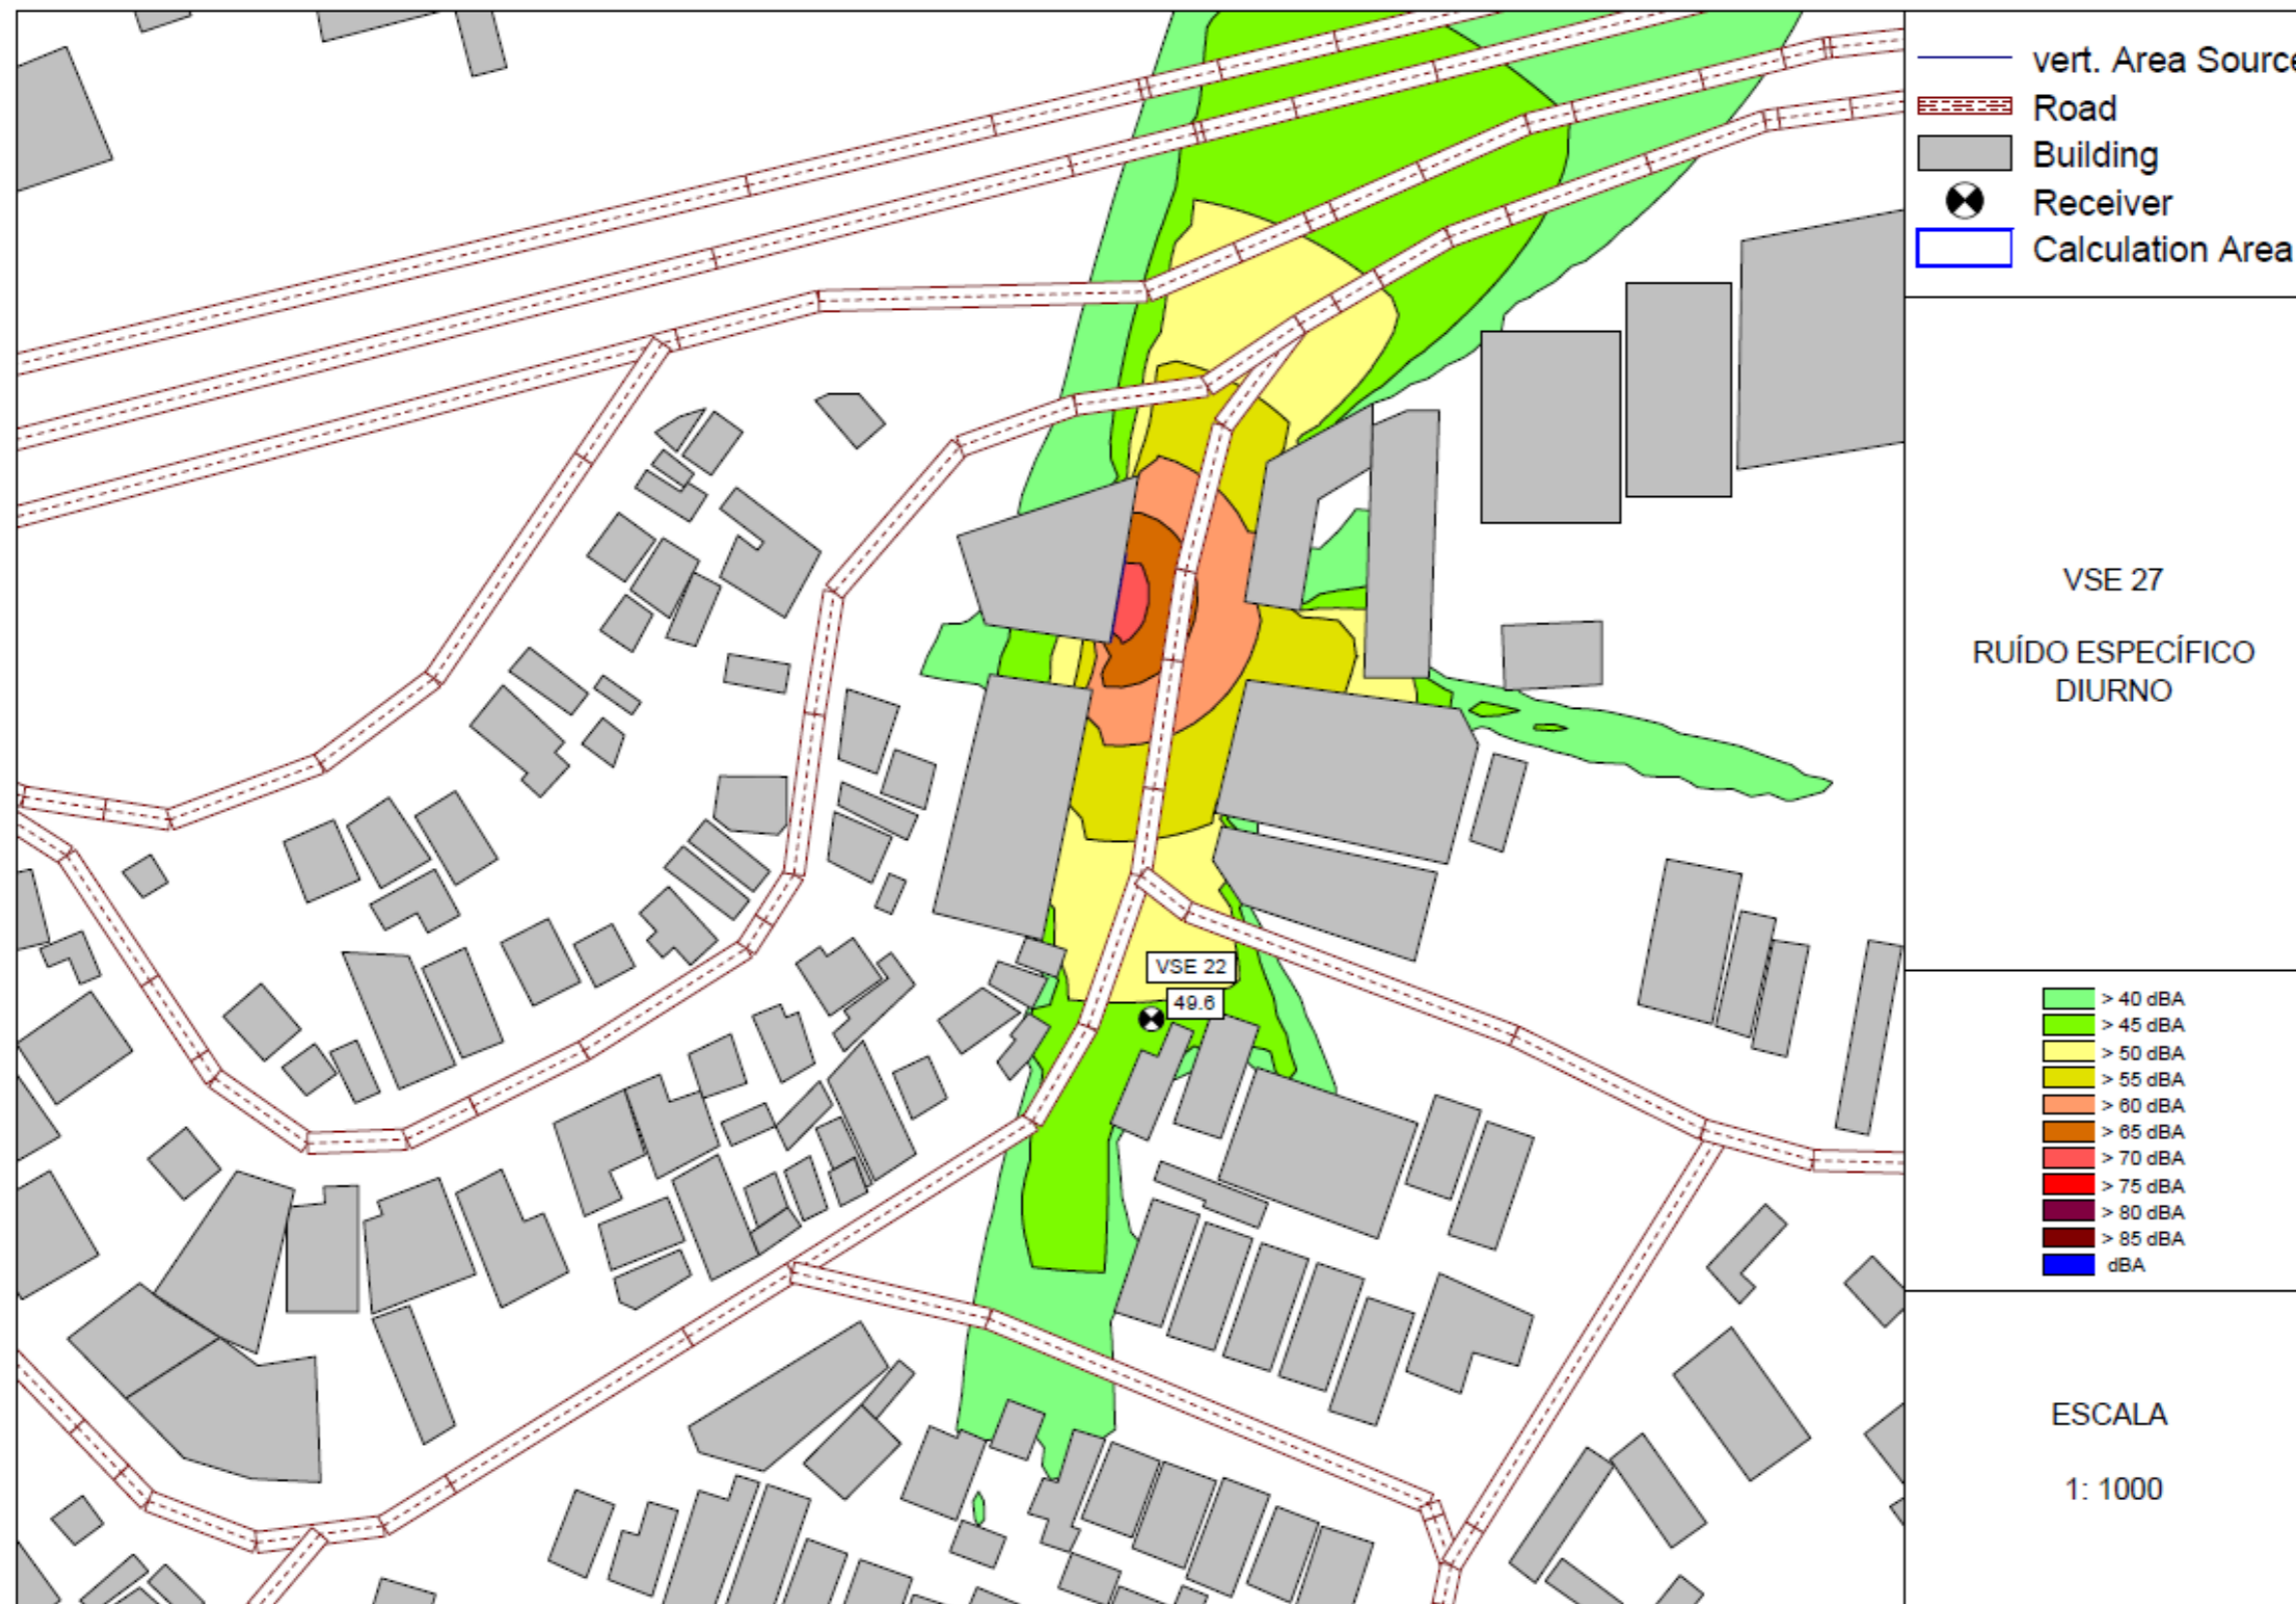 vert. Area Source
Road
Building
Receiver
Calculation Area
VSE 27
RUÍDO ESPECÍFICO
DIURNO
VSE 22
49.6
> 40 dBA
> 45 dBA
> 50 dBA
> 55 dBA
> 60 dBA
> 65 dBA
> 70 dBA
> 75 dBA
> 80 dBA
> 85 dBA
dBA
ESCALA
1: 1000